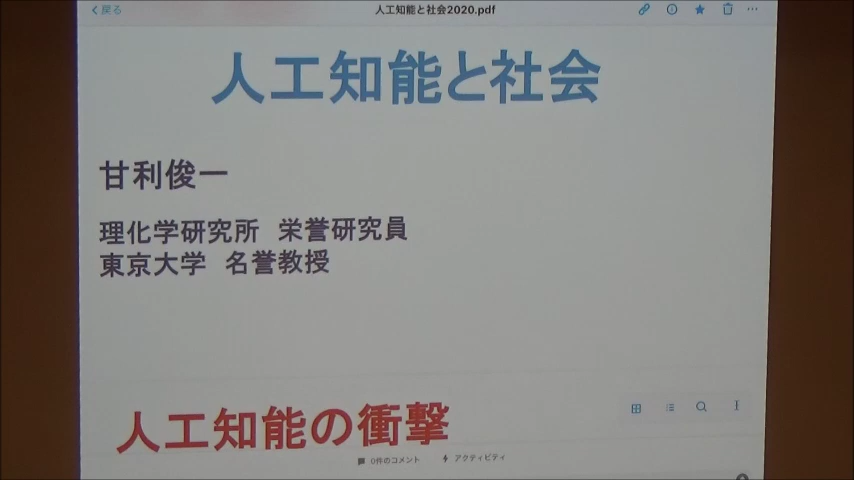 戻る 人工知能と社会2020.pdf
人工知能と社会
甘利俊一
理化学研究所 栄誉研究員
東京大学 名誉教授
人工知能の衝撃
0件のコメント アクティビティ